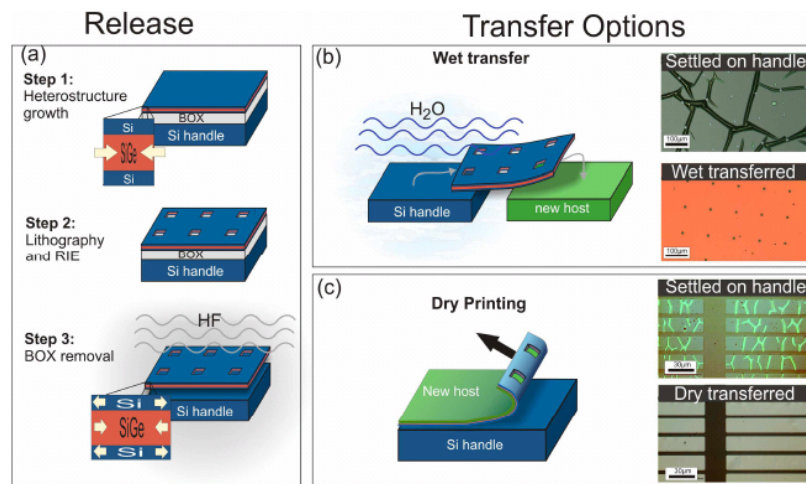 Release
Transfer Options
(a)
Step 1:
Heterostructure
growth
BOX
Si handle
Si
SiGe
Si
Step 2:
Lithography
and RIE
BOX
Si handle
HF
Step 3:
BOX removal
Si handle
Si
SiGe
Si
(b)
Wet transfer
H2O
Si handle
new host
Settled on handle
100µm
Wet transferred
100µm
(c)
Dry Printing
New host
Si handle
Settled on handle
30µm
Dry transferred
30µm